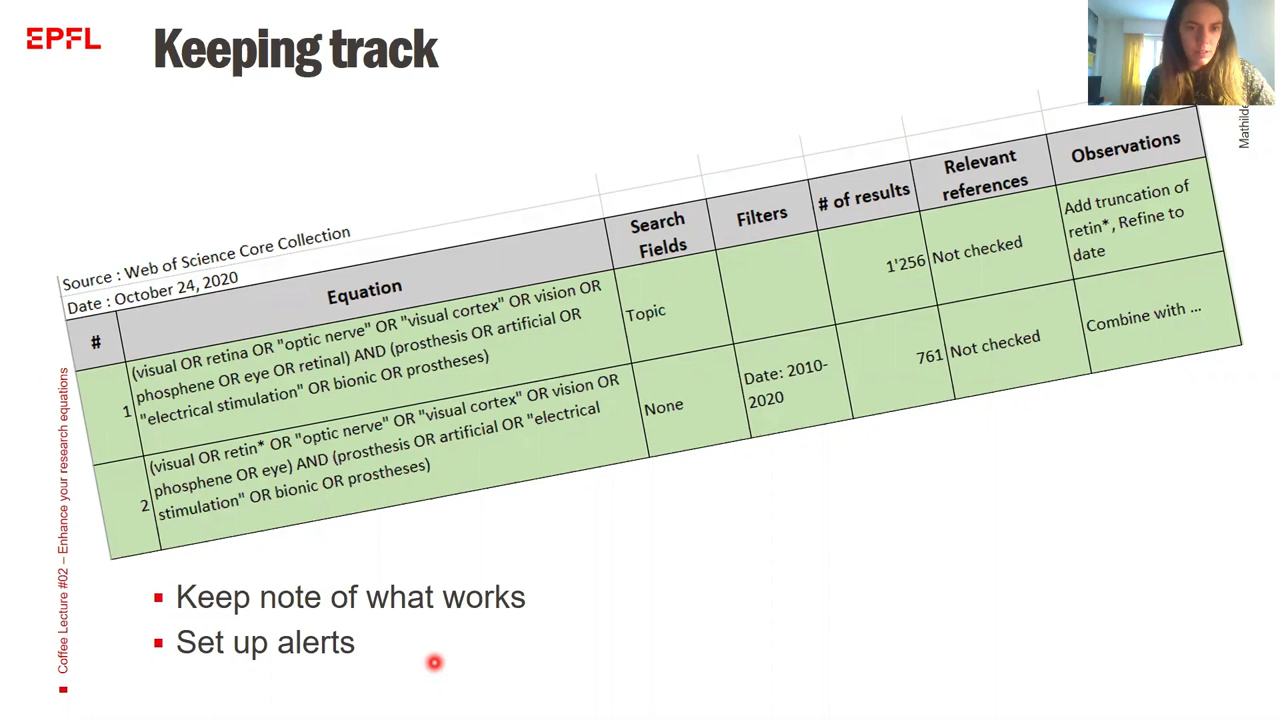 EPFL
Keeping track
Mathilde
Source : Web of Science Core Collection
Date : October 24, 2020
#
Equation
Search
Fields
Filters
# of results
Relevant
references
Observations
1
(visual OR retina OR "optic nerve" OR "visual cortex" OR vision OR
phosphene OR eye OR retinal) AND (prosthesis OR artificial OR
"electrical stimulation" OR bionic OR prostheses)
Topic
1'256
Not checked
Add truncation of
retin*, Refine to
date
2
(visual OR retin* OR "optic nerve" OR "visual cortex" OR vision OR
phosphene OR eye) AND (prosthesis OR artificial OR "electrical
stimulation" OR bionic OR prostheses)
None
Date: 2010-
2020
761
Not checked
Combine with ...
▪ Keep note of what works
▪ Set up alerts
Coffee Lecture #02 – Enhance your research equations